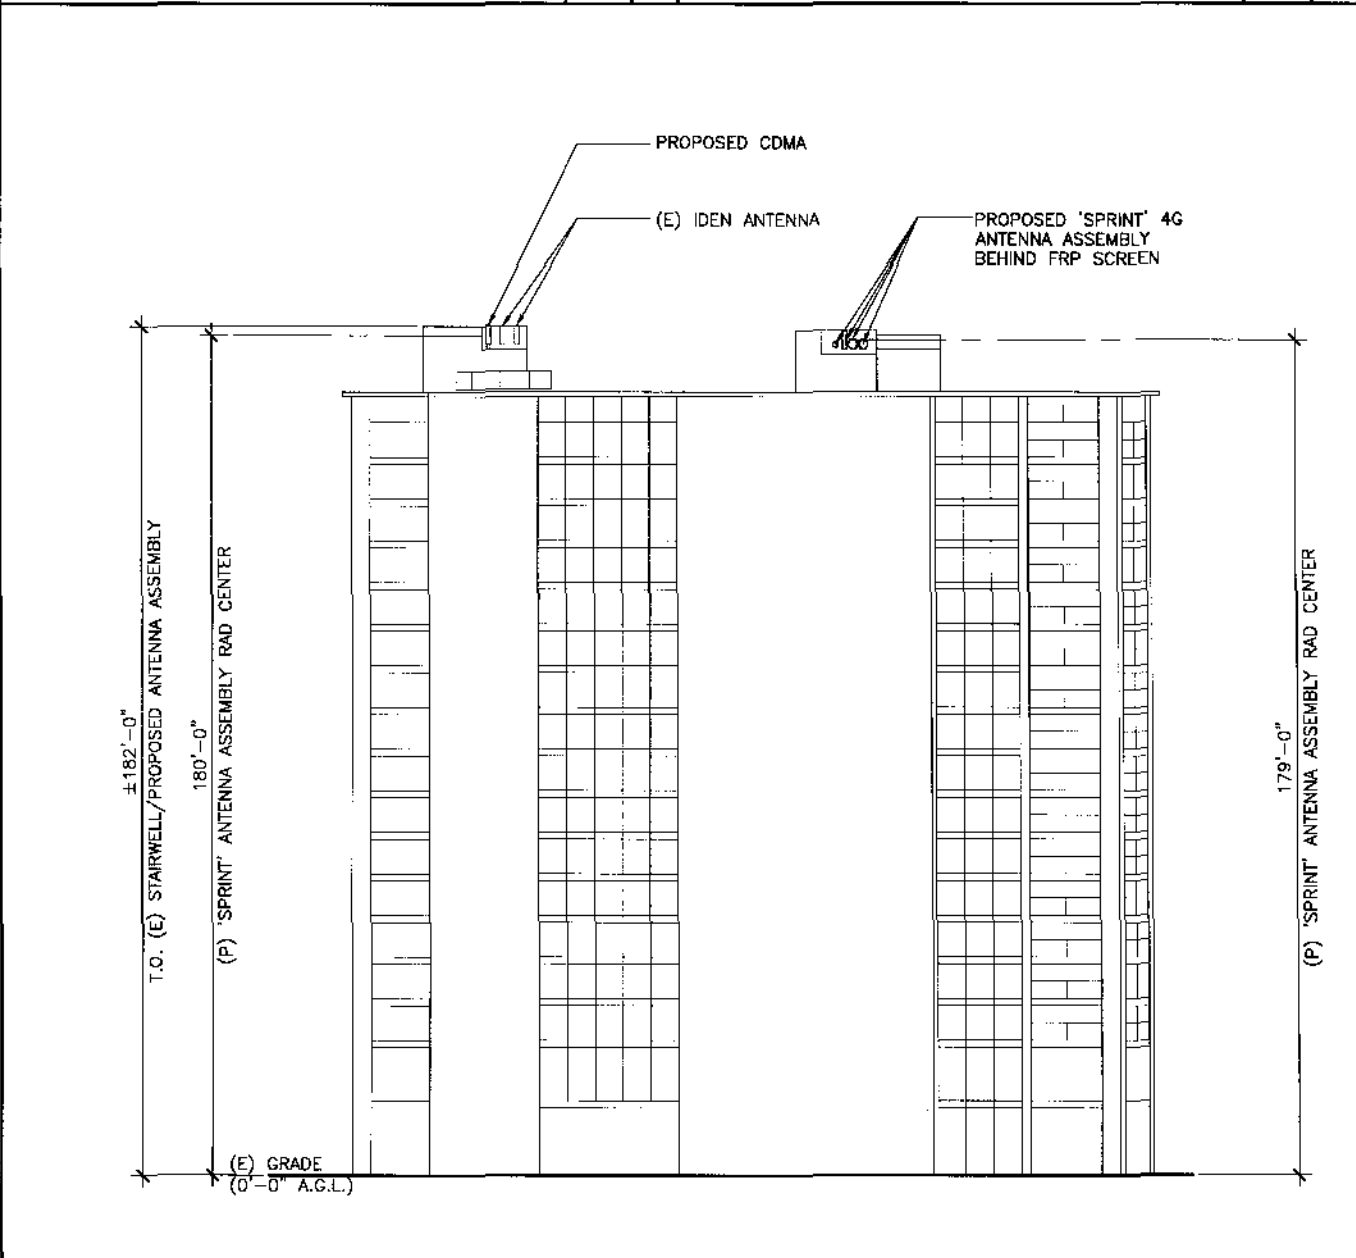 PROPOSED CDMA
(E) IDEN ANTENNA
PROPOSED 'SPRINT' 4G
ANTENNA ASSEMBLY
BEHIND FRP SCREEN
±182'-0"
T.O. (E) STAIRWELL/PROPOSED ANTENNA ASSEMBLY
180'-0"
(P) 'SPRINT' ANTENNA ASSEMBLY RAD CENTER
179'-0"
(P) 'SPRINT' ANTENNA ASSEMBLY RAD CENTER
(E) GRADE
(0'-0" A.G.L.)